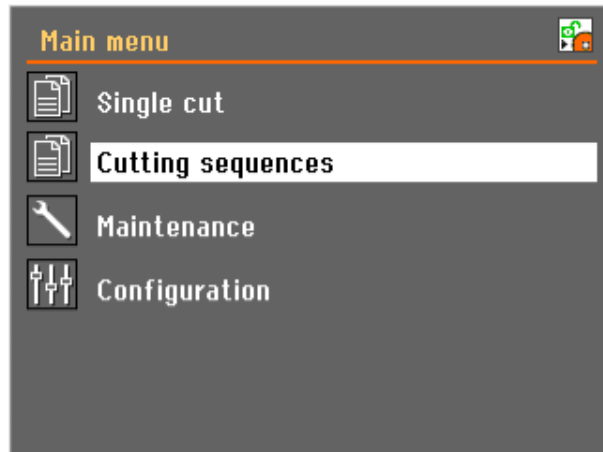 Main menu
Single cut
Cutting sequences
Maintenance
Configuration